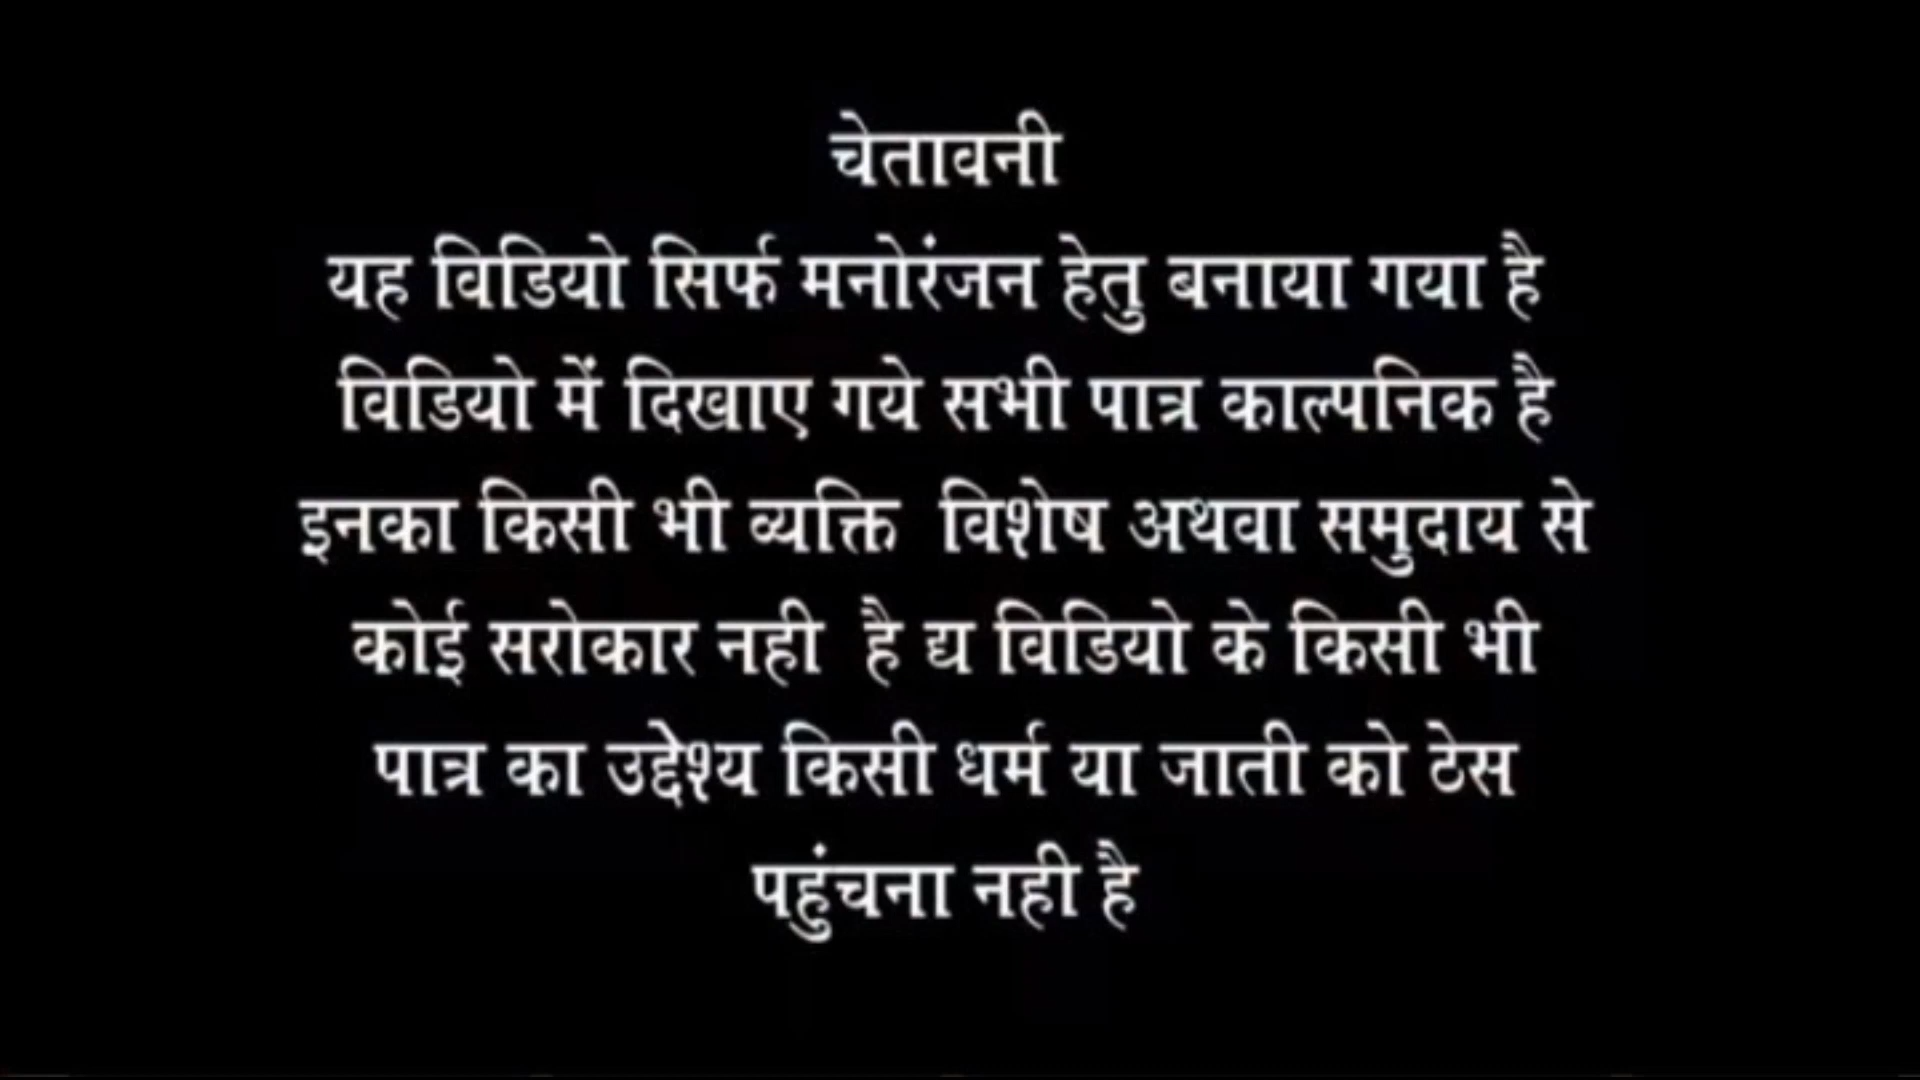 चेतावनी
यह विडियो सिर्फ मनोरंजन हेतु बनाया गया है
विडियो में दिखाए गये सभी पात्र काल्पनिक है
इनका किसी भी व्यक्ति विशेष अथवा समुदाय से
कोई सरोकार नही है द्य विडियो के किसी भी
पात्र का उद्देश्य किसी धर्म या जाती को ठेस
पहुंचना नही है